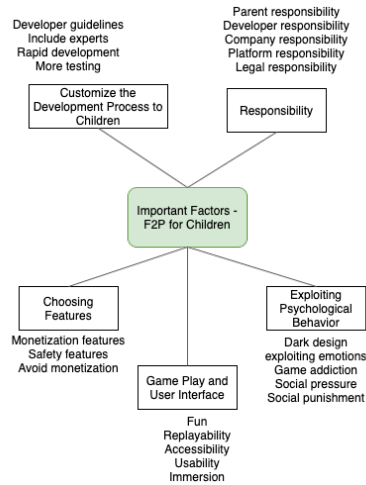 Developer guidelines
Include experts
Rapid development
More testing
Customize the
Development Process to
Children
Parent responsibility
Developer responsibility
Company responsibility
Platform responsibility
Legal responsibility
Responsibility
Important Factors -
F2P for Children
Choosing
Features
Monetization features
Safety features
Avoid monetization
Game Play and
User Interface
Fun
Replayability
Accessibility
Usability
Immersion
Exploiting
Psychological
Behavior
Dark design
exploiting emotions
Game addiction
Social pressure
Social punishment